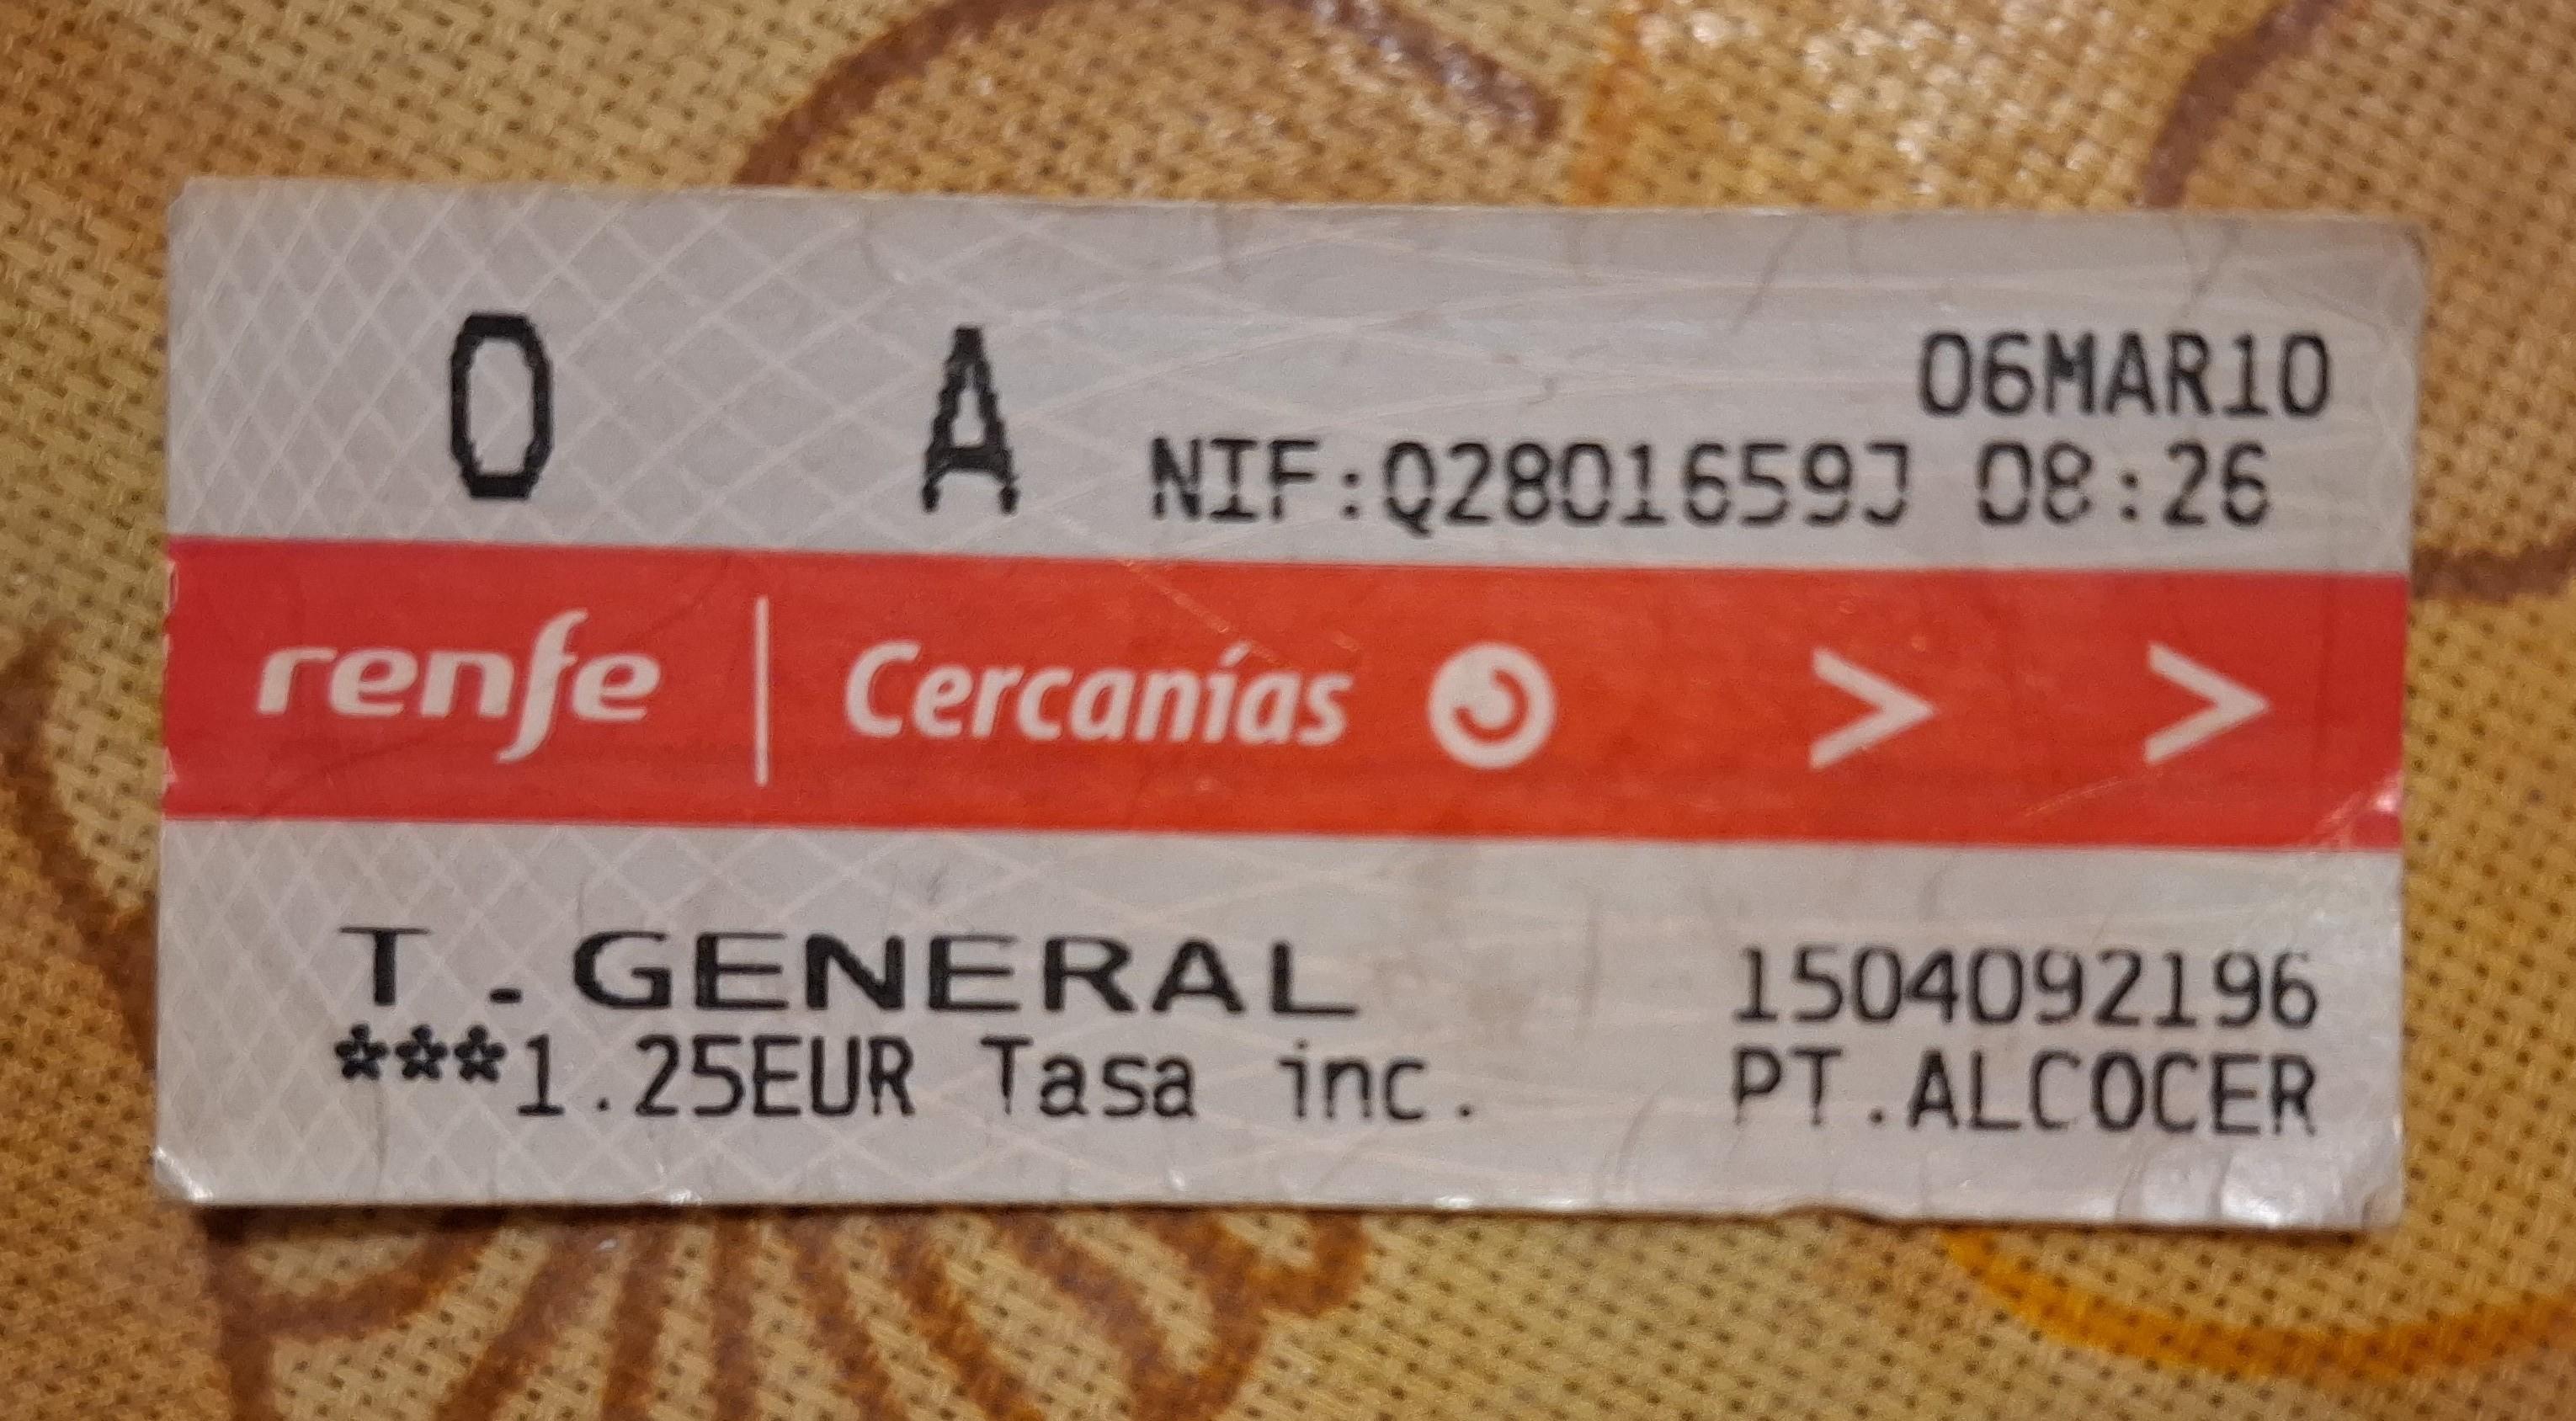 0 A 06MAR10
NIF:Q2801659J 08:26
renfe Cercanías > >
T. GENERAL 1504092196
***1.25EUR Tasa inc. PT.ALCOCER